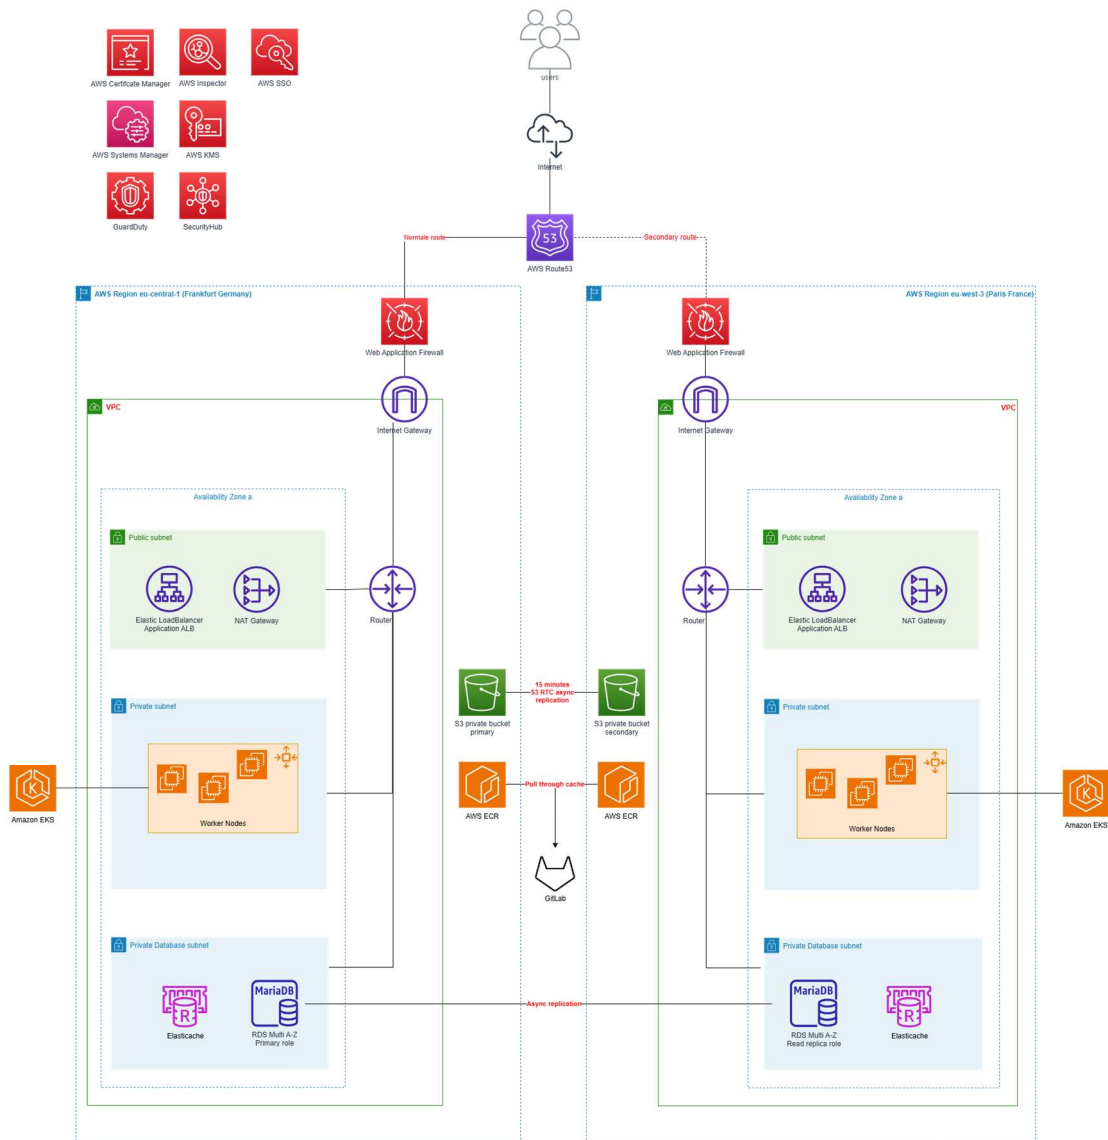 users
AWS Certifcate Manager
AWS Inspector
AWS SSO
AWS Systems Manager
AWS KMS
Internet
GuardDuty
SecurityHub
53
AWS Route53
Normale route
Secondary route
AWS Region eu-central-1 (Frankfurt Germany)
AWS Region eu-west-3 (Paris France)
Web Application Firewall
Web Application Firewall
VPC
VPC
Internet Gateway
Internet Gateway
Availability Zone a
Availability Zone a
Public subnet
Public subnet
Elastic LoadBalancer
Application ALB
NAT Gateway
Router
Router
Elastic LoadBalancer
Application ALB
NAT Gateway
15 minutes
S3 RTC async
replication
S3 private bucket
primary
S3 private bucket
secondary
Private subnet
Private subnet
K
Amazon EKS
Worker Nodes
Pull through cache
AWS ECR
AWS ECR
Worker Nodes
K
Amazon EKS
GitLab
Private Database subnet
Private Database subnet
R
Elasticache
MariaDB
RDS Multi A-Z
Primary role
Async replication
MariaDB
RDS Multi A-Z
Read replica role
R
Elasticache